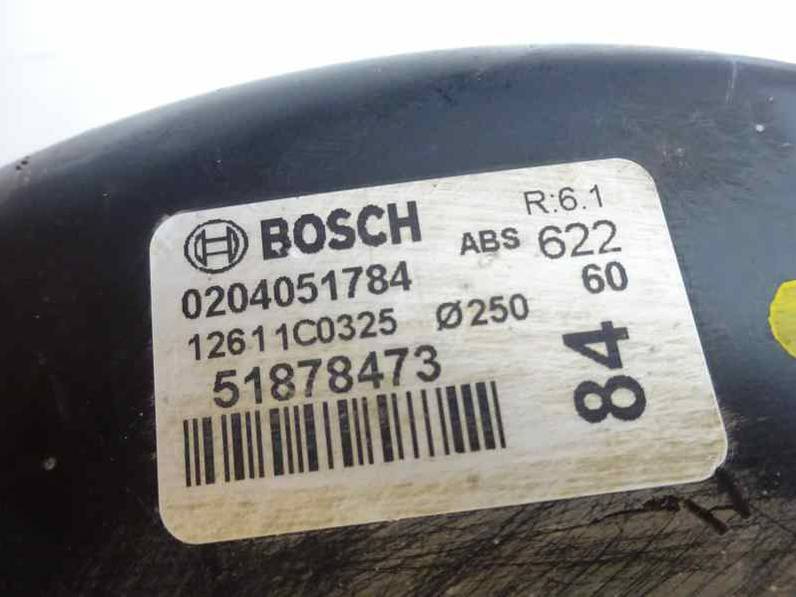 R:6.1
BOSCH ABS 622
0204051784 60
12611C0325 Ø250
51878473
84